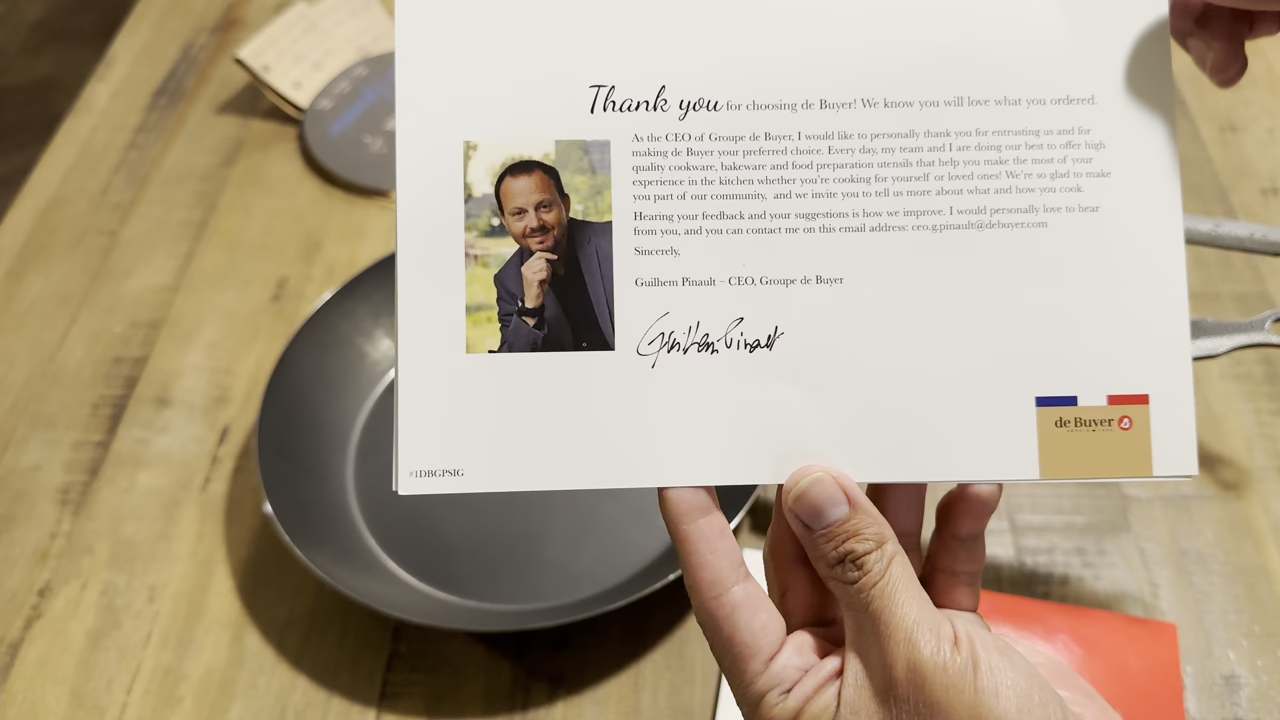 Thank you for choosing de Buyer! We know you will love what you ordered.
As the CEO of Groupe de Buyer, I would like to personally thank you for entrusting us and for
making de Buyer your preferred choice. Every day, my team and I are doing our best to offer high
quality cookware, bakeware and food preparation utensils that help you make the most of your
experience in the kitchen whether you're cooking for yourself or loved ones! We're so glad to make
you part of our community, and we invite you to tell us more about what and how you cook.
Hearing your feedback and your suggestions is how we improve. I would personally love to hear
from you, and you can contact me on this email address: ceo.g.pinault@debuyer.com
Sincerely,
Guilhem Pinault – CEO, Groupe de Buyer
Guilhem Pinault
de Buyer
#1DBGPSIG